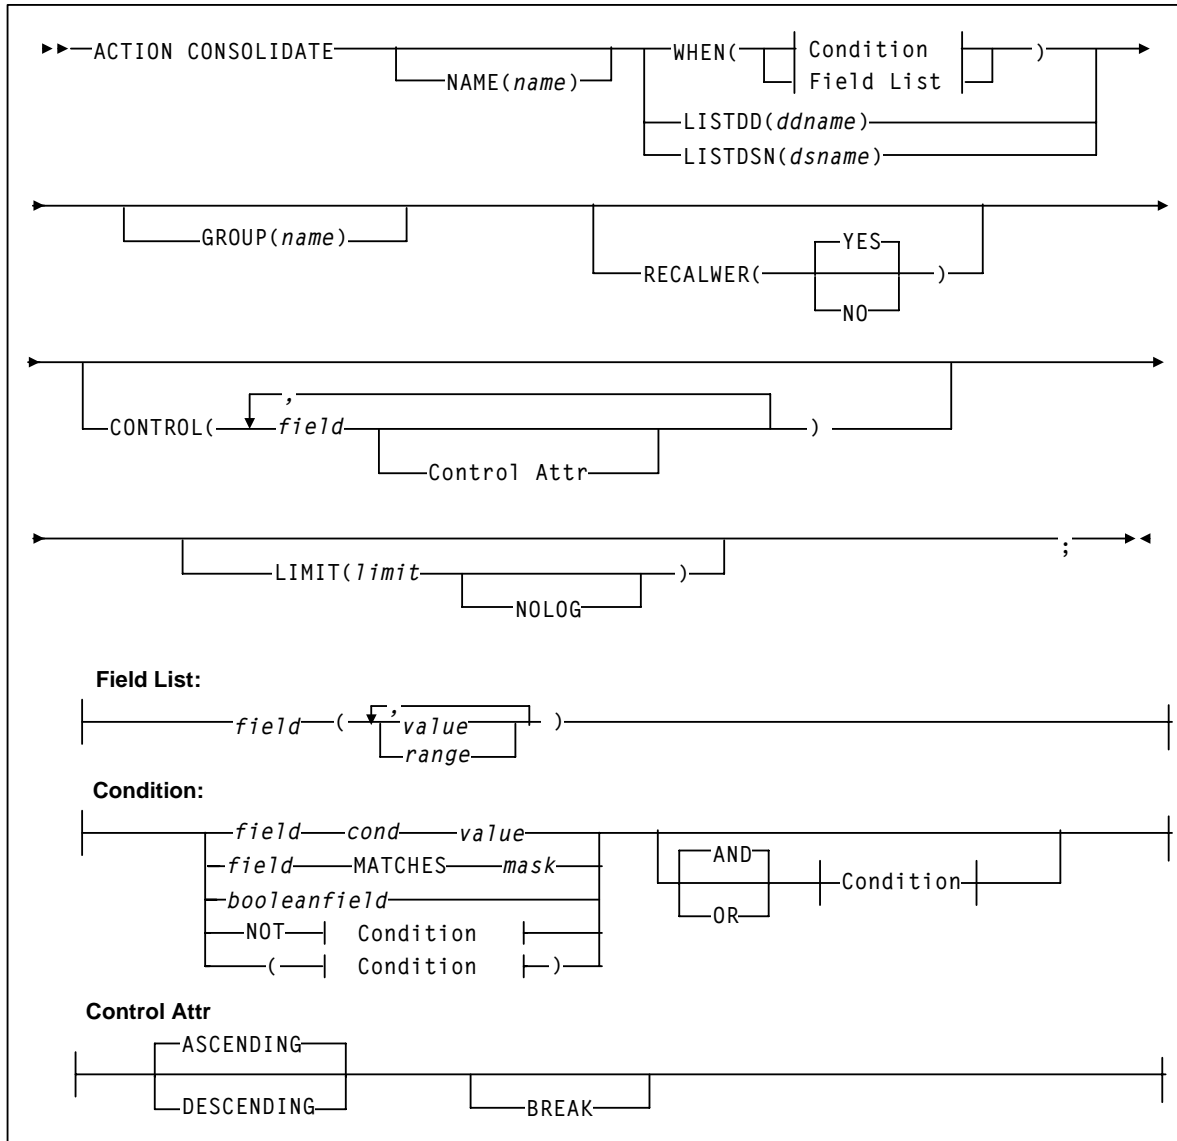 ACTION CONSOLIDATE WHEN( Condition )
NAME(name) Field List
LISTDD(ddname)
LISTDSN(dsname)
GROUP(name) YES
RECALWER( )
NO
,
CONTROL( field )
Control Attr
;
LIMIT(limit )
NOLOG
Field List:
,
field ( value )
range
Condition:
field cond value AND
field MATCHES mask Condition
booleanfield OR
NOT Condition
( Condition )
Control Attr
ASCENDING
DESCENDING BREAK